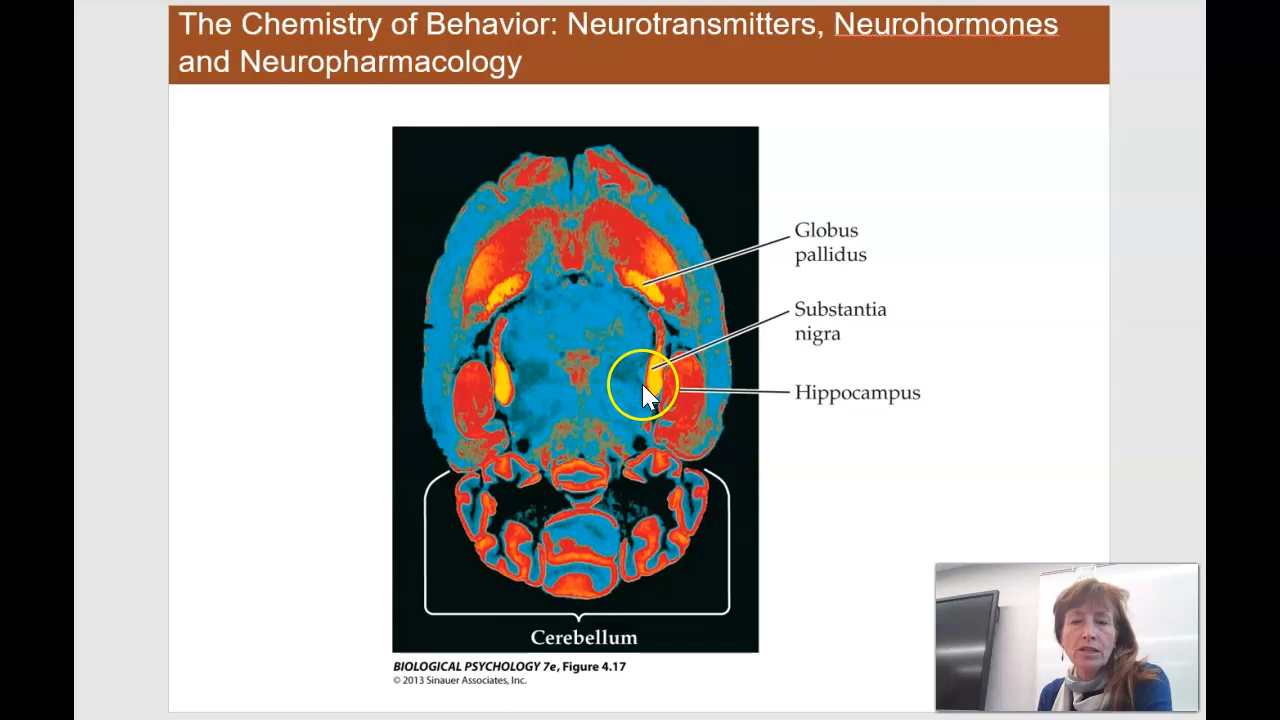 The Chemistry of Behavior: Neurotransmitters, Neurohormones
and Neuropharmacology
Globus
pallidus
Substantia
nigra
Hippocampus
Cerebellum
BIOLOGICAL PSYCHOLOGY 7e, Figure 4.17
© 2013 Sinauer Associates, Inc.